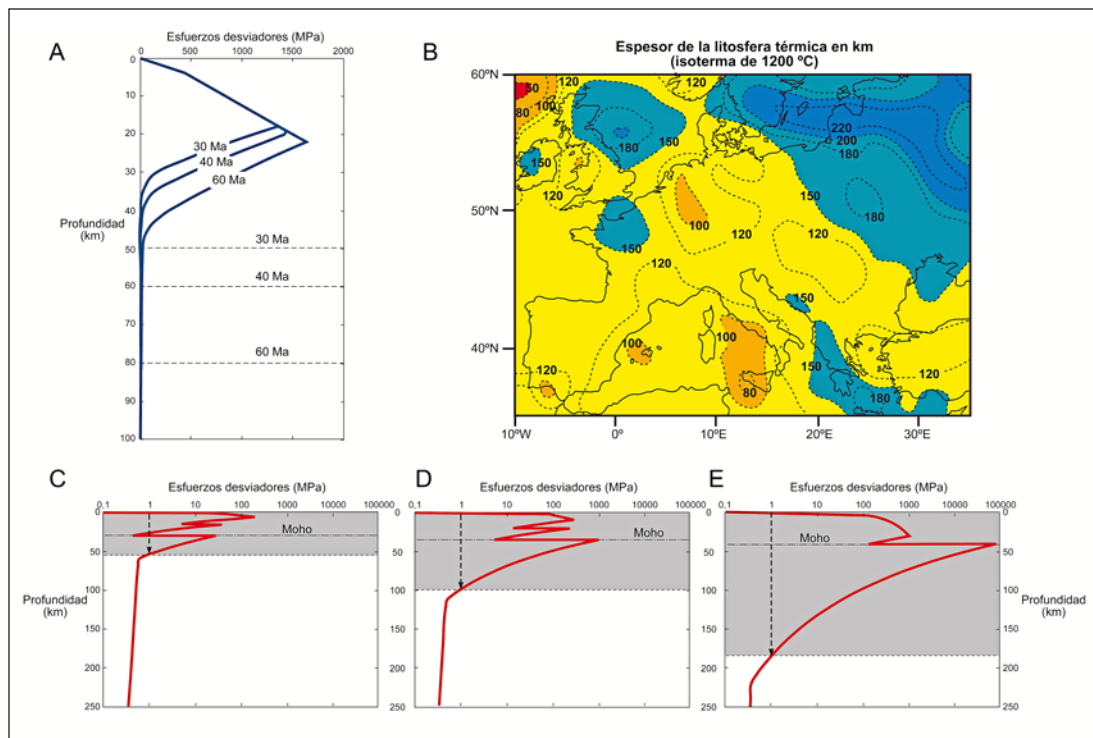 A
Esfuerzos desviadores (MPa)
0 500 1000 1500 2000
0
10
20
30
40
50
60
70
80
90
100
Profundidad
(km)
30 Ma
40 Ma
60 Ma
30 Ma
40 Ma
60 Ma
B
Espesor de la litosfera térmica en km
(isoterma de 1200 ºC)
60ºN
50ºN
40ºN
10ºW 0º 10ºE 20ºE 30ºE
50 120 120
100
80
180 150
150
120
220
200
180
150
180
100
150
120
120
120
150
100
100
120
80
150
180
120
C
Esfuerzos desviadores (MPa)
0.1 1 10 100 1000 100000
0
50
100
150
200
250
Moho
Profundidad
(km)
D
Esfuerzos desviadores (MPa)
0.1 1 10 100 1000 100000
0
50
100
150
200
250
Moho
E
Esfuerzos desviadores (MPa)
0.1 1 10 100 1000 100000
0
50
100
150
200
250
Moho
Profundidad
(km)